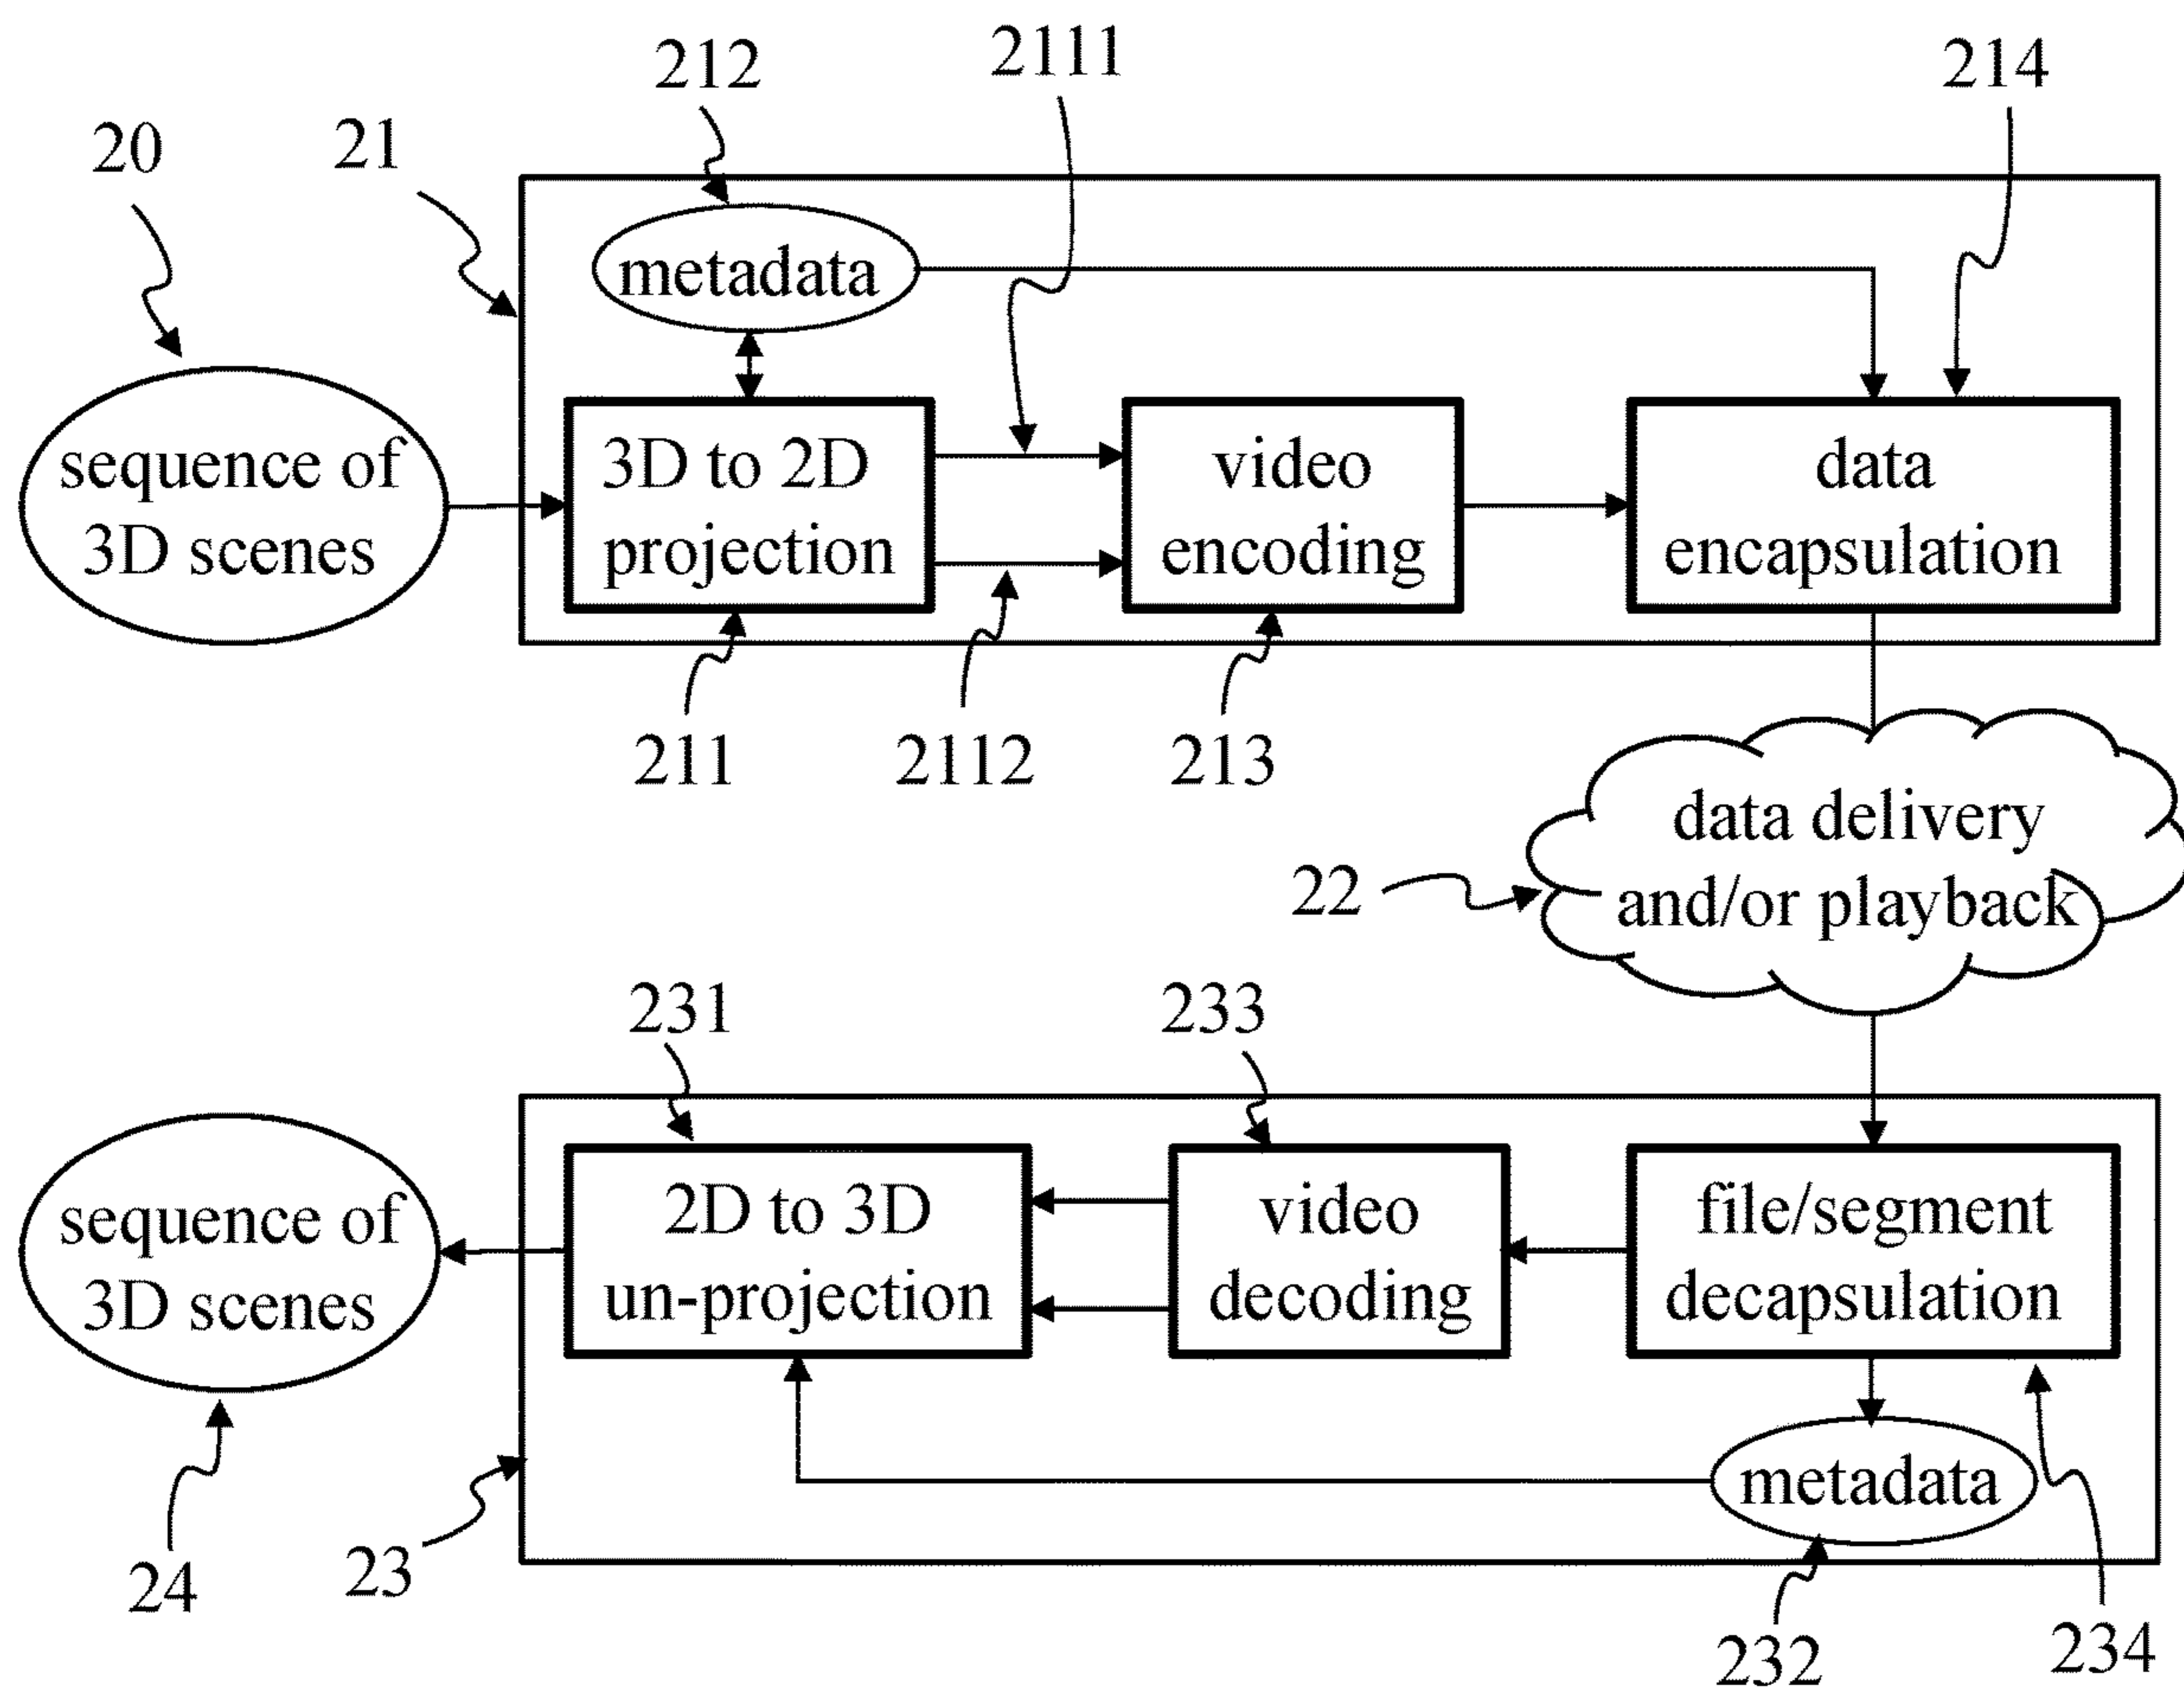 212
2111
214
20
21
metadata
sequence of
3D scenes
3D to 2D
projection
video
encoding
data
encapsulation
211
2112
213
data delivery
and/or playback
22
231
233
sequence of
3D scenes
2D to 3D
un-projection
video
decoding
file/segment
decapsulation
metadata
24
23
232
234